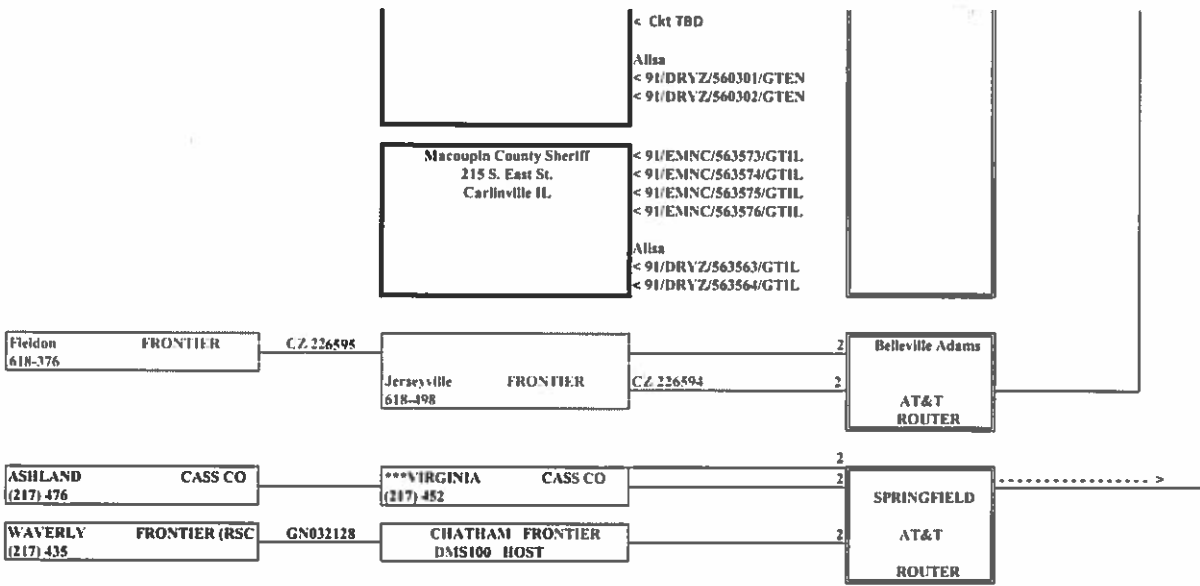 < Ckt TBD
Alisa
< 91/DRYZ/560301/GTEN
< 91/DRYZ/560302/GTEN
Macoupin County Sheriff
215 S. East St.
Carlinville IL
< 91/EMNC/563573/GTIL
< 91/EMNC/563574/GTIL
< 91/EMNC/563575/GTIL
< 91/EMNC/563576/GTIL
Alisa
< 91/DRYZ/563563/GTIL
< 91/DRYZ/563564/GTIL
Fieldon FRONTIER
618-376
CZ 226595
Jerseyville FRONTIER
618-498
CZ 226594
2
2
Belleville Adams
AT&T
ROUTER
ASHLAND CASS CO
(217) 476
***VIRGINIA CASS CO
(217) 452
2
2
WAVERLY FRONTIER (RSC
(217) 435
GN032128
CHATHAM FRONTIER
DMS100 HOST
2
SPRINGFIELD
AT&T
ROUTER
>